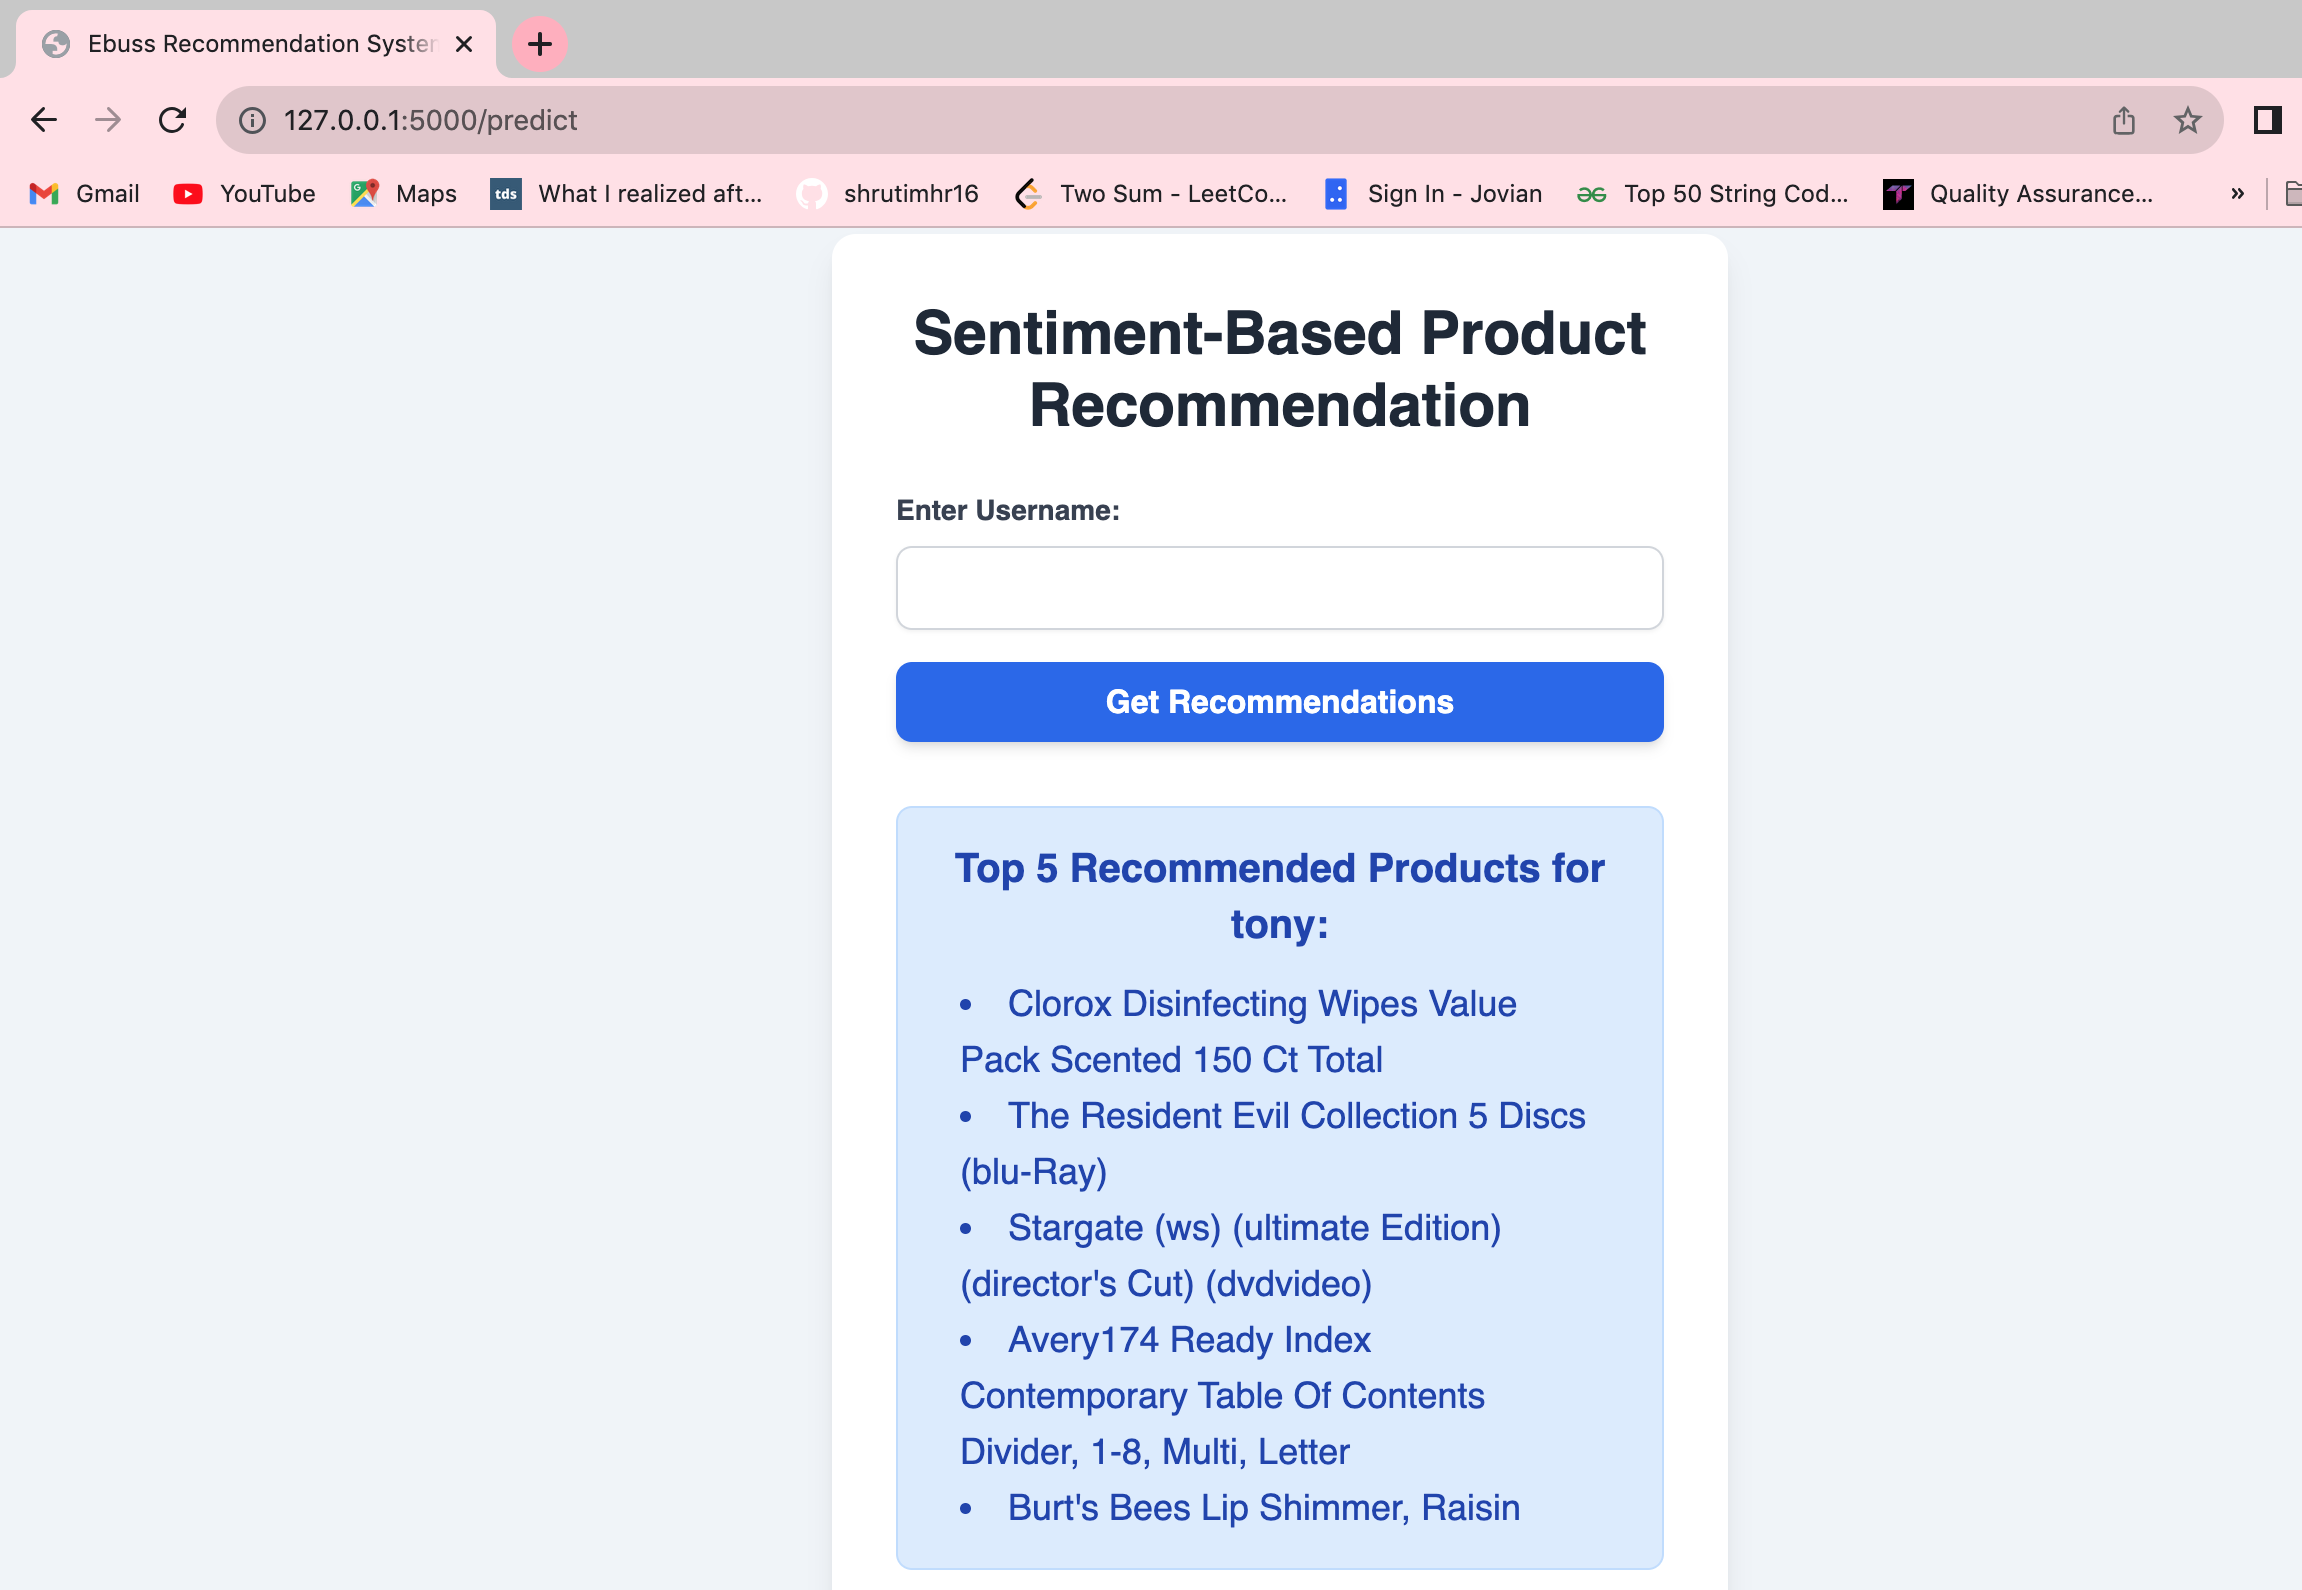 Ebuss Recommendation Syster
127.0.0.1:5000/predict
Gmail YouTube Maps tds What I realized aft... shrutimhr16 Two Sum - LeetCo... Sign In - Jovian Top 50 String Cod... Quality Assurance... »
Sentiment-Based Product
Recommendation
Enter Username:
Get Recommendations
Top 5 Recommended Products for
tony:
• Clorox Disinfecting Wipes Value
Pack Scented 150 Ct Total
• The Resident Evil Collection 5 Discs
(blu-Ray)
• Stargate (ws) (ultimate Edition)
(director's Cut) (dvdvideo)
• Avery174 Ready Index
Contemporary Table Of Contents
Divider, 1-8, Multi, Letter
• Burt's Bees Lip Shimmer, Raisin